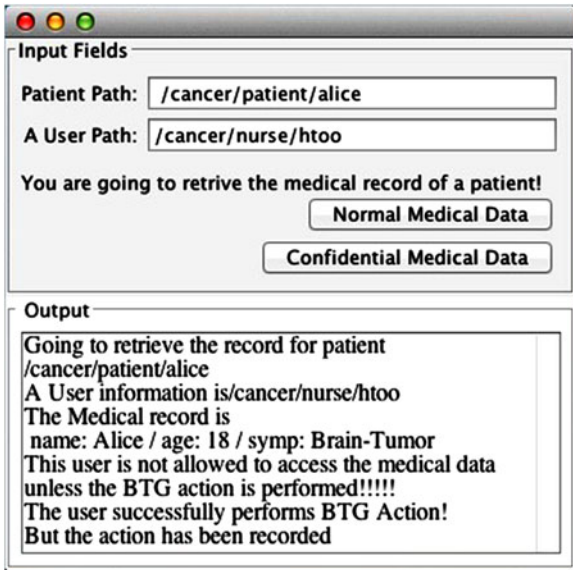 Input Fields
Patient Path: /cancer/patient/alice
A User Path: /cancer/nurse/htoo
You are going to retrive the medical record of a patient!
Normal Medical Data
Confidential Medical Data
Output
Going to retrieve the record for patient
/cancer/patient/alice
A User information is/cancer/nurse/htoo
The Medical record is
name: Alice / age: 18 / symp: Brain-Tumor
This user is not allowed to access the medical data
unless the BTG action is performed!!!!!
The user successfully performs BTG Action!
But the action has been recorded